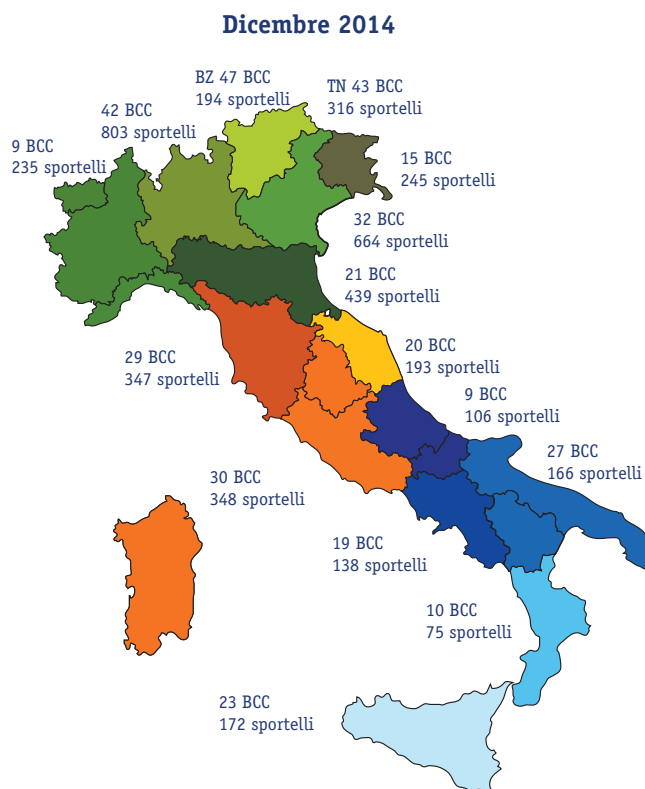 Dicembre 2014
BZ 47 BCC
194 sportelli
TN 43 BCC
316 sportelli
42 BCC
803 sportelli
9 BCC
235 sportelli
15 BCC
245 sportelli
32 BCC
664 sportelli
21 BCC
439 sportelli
29 BCC
347 sportelli
20 BCC
193 sportelli
9 BCC
106 sportelli
27 BCC
166 sportelli
30 BCC
348 sportelli
19 BCC
138 sportelli
10 BCC
75 sportelli
23 BCC
172 sportelli